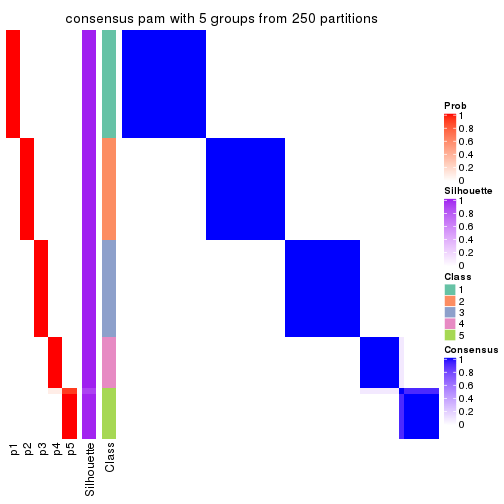 consensus pam with 5 groups from 250 partitions
Prob
1
0.8
0.6
0.4
0.2
0
Silhouette
1
0.8
0.6
0.4
0.2
0
Class
1
2
3
4
5
Consensus
1
0.8
0.6
0.4
0.2
0
p1
p2
p3
p4
p5
Silhouette
Class